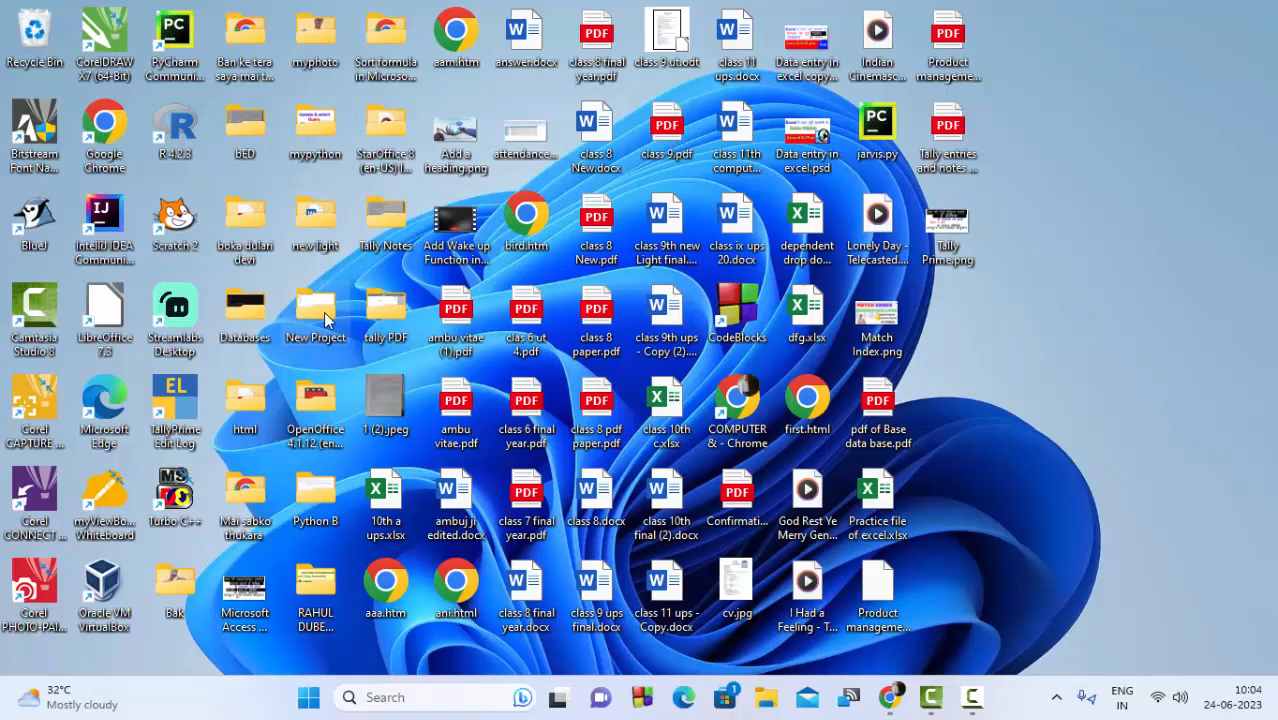 Recycle Bin
CorelDRAW X7 (64-Bit)
PyCharm Communi...
Ban ke tera saya mai t...
myphoto
Sort formula in Microso...
aam.htm
answer.docx
class 8 final year.pdf
class 9 ut.odt
class 11 ups.docx
Data entry in excel copy...
Indian Cinemasc...
Product manageme...
Bitstream Font Na...
Google Chrome
R 4.2.3
bED
mypython
StarOffice 8 (en-US) I...
Add a heading.png
attendance...
class 8 New.docx
class 9.pdf
class 11th comput...
Data entry in excel.psd
jarvis.py
Tally entries and notes ...
BlueJ
IntelliJ IDEA Communi...
Scratch 2
boka dulari devi
new light
Tally Notes
Add Wake up Function in...
bird.htm
class 8 New.pdf
class 9th new Light final....
class ix ups 20.docx
dependent drop do...
Lonely Day - Telecasted....
Tally Prime.png
Camtasia Studio 8
LibreOffice 7.3
Streamlabs Desktop
Databases
New Project
tally PDF
ambu vitae (1).pdf
clas 6 ut 4.pdf
class 8 paper.pdf
class 9th ups - Copy (2)....
CodeBlocks
dfg.xlsx
Match Index.png
Corel CAPTURE ...
Microsoft Edge
TallyPrime Edit Log
html
OpenOffice 4.1.12 (en...
1 (2).jpeg
ambu vitae.pdf
class 6 final year.pdf
class 8 pdf paper.pdf
class 10th c.xlsx
COMPUTER & - Chrome
first.html
pdf of Base data base.pdf
Corel CONNECT ...
myViewBo... Whiteboard
Turbo C++
Mai sabko thukara
Python B
10th a ups.xlsx
ambuj ji edited.docx
class 7 final year.pdf
class 8.docx
class 10th final (2).docx
Confirmati...
God Rest Ye Merry Gen...
Practice file of excel.xlsx
Corel PHOTO-PAI...
Oracle VM VirtualBox
Bak
Microsoft Access ...
RAHUL DUBE...
aaa.htm
ani.html
class 8 final year.docx
class 9 ups final.docx
class 11 ups - Copy.docx
cv.jpg
I Had a Feeling - T...
Product manageme...
32°C
Mostly cloudy
Search
1
ENG
IN
10:04
24-06-2023